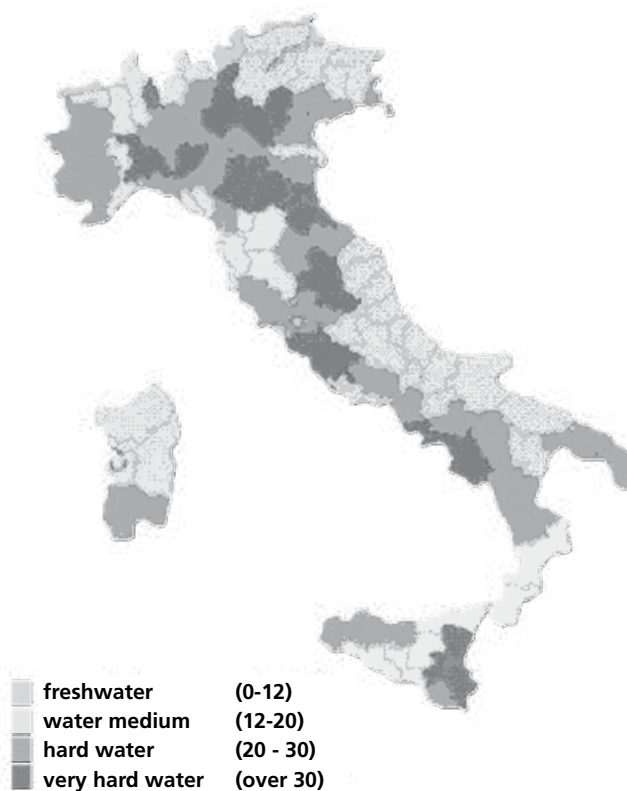 freshwater (0-12)
water medium (12-20)
hard water (20 - 30)
very hard water (over 30)